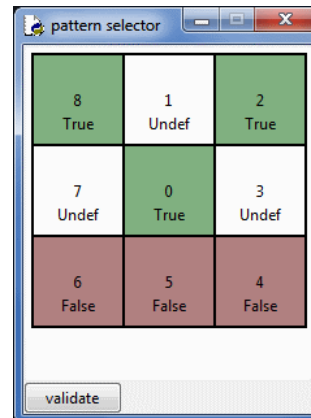 pattern selector
8 1 2
True Undef True
7 0 3
Undef True Undef
6 5 4
False False False
validate